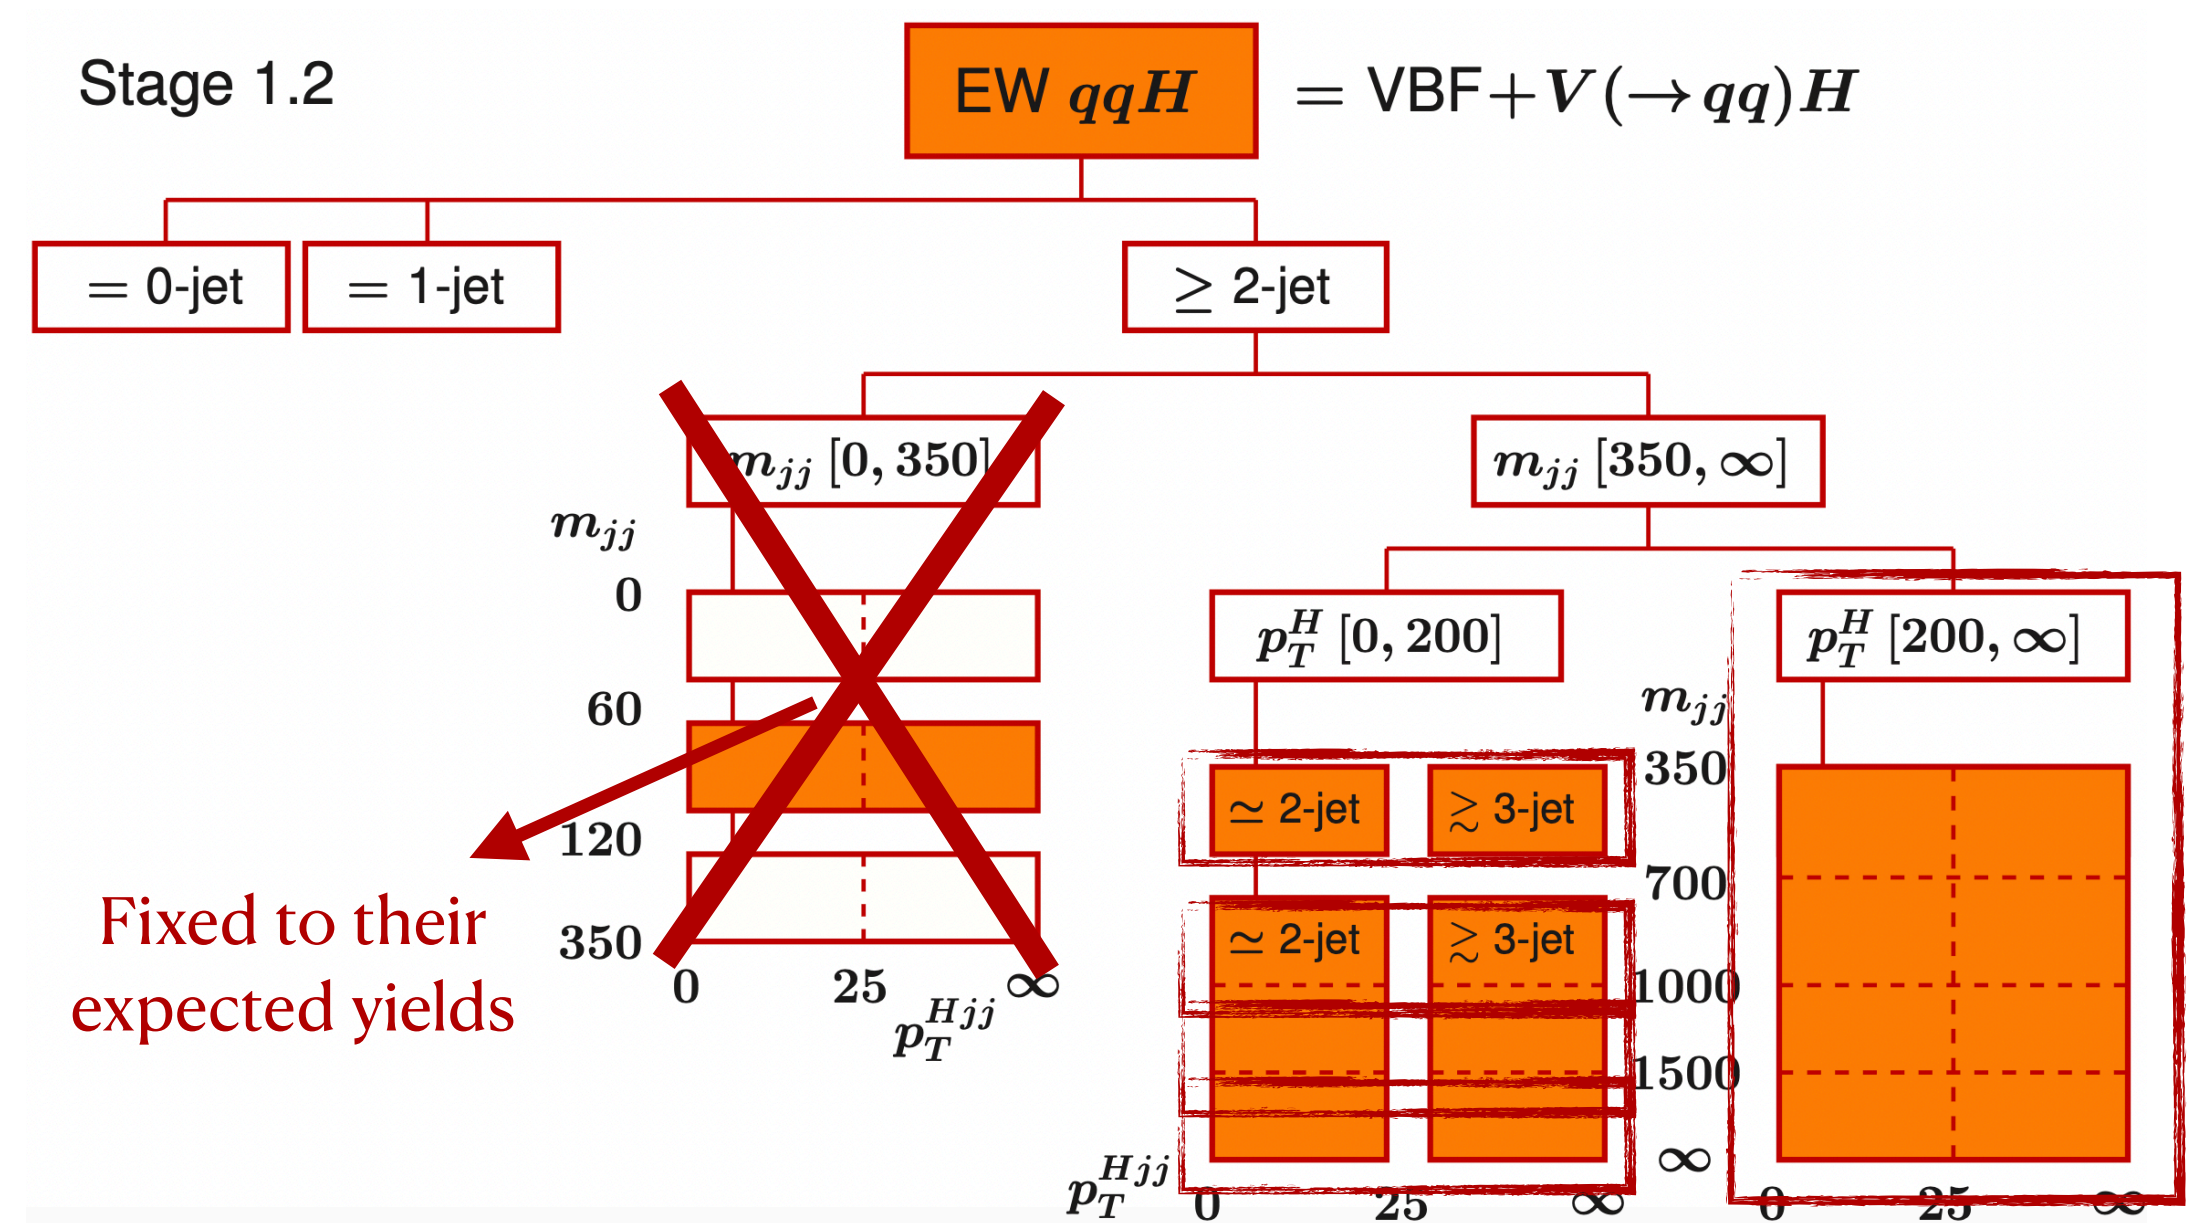 Stage 1.2
EW qqH = VBF+V(→qq)H
= 0-jet
= 1-jet
≥ 2-jet
m_jj [0, 350]
m_jj [350, ∞]
m_jj
0
60
120
350
0 25 ∞
p_T^Hjj
Fixed to their
expected yields
p_T^H [0, 200]
p_T^H [200, ∞]
m_jj
350
≃ 2-jet
≳ 3-jet
700
≃ 2-jet
≳ 3-jet
1000
1500
∞
p_T^Hjj
0 25 ∞
0 25 ∞